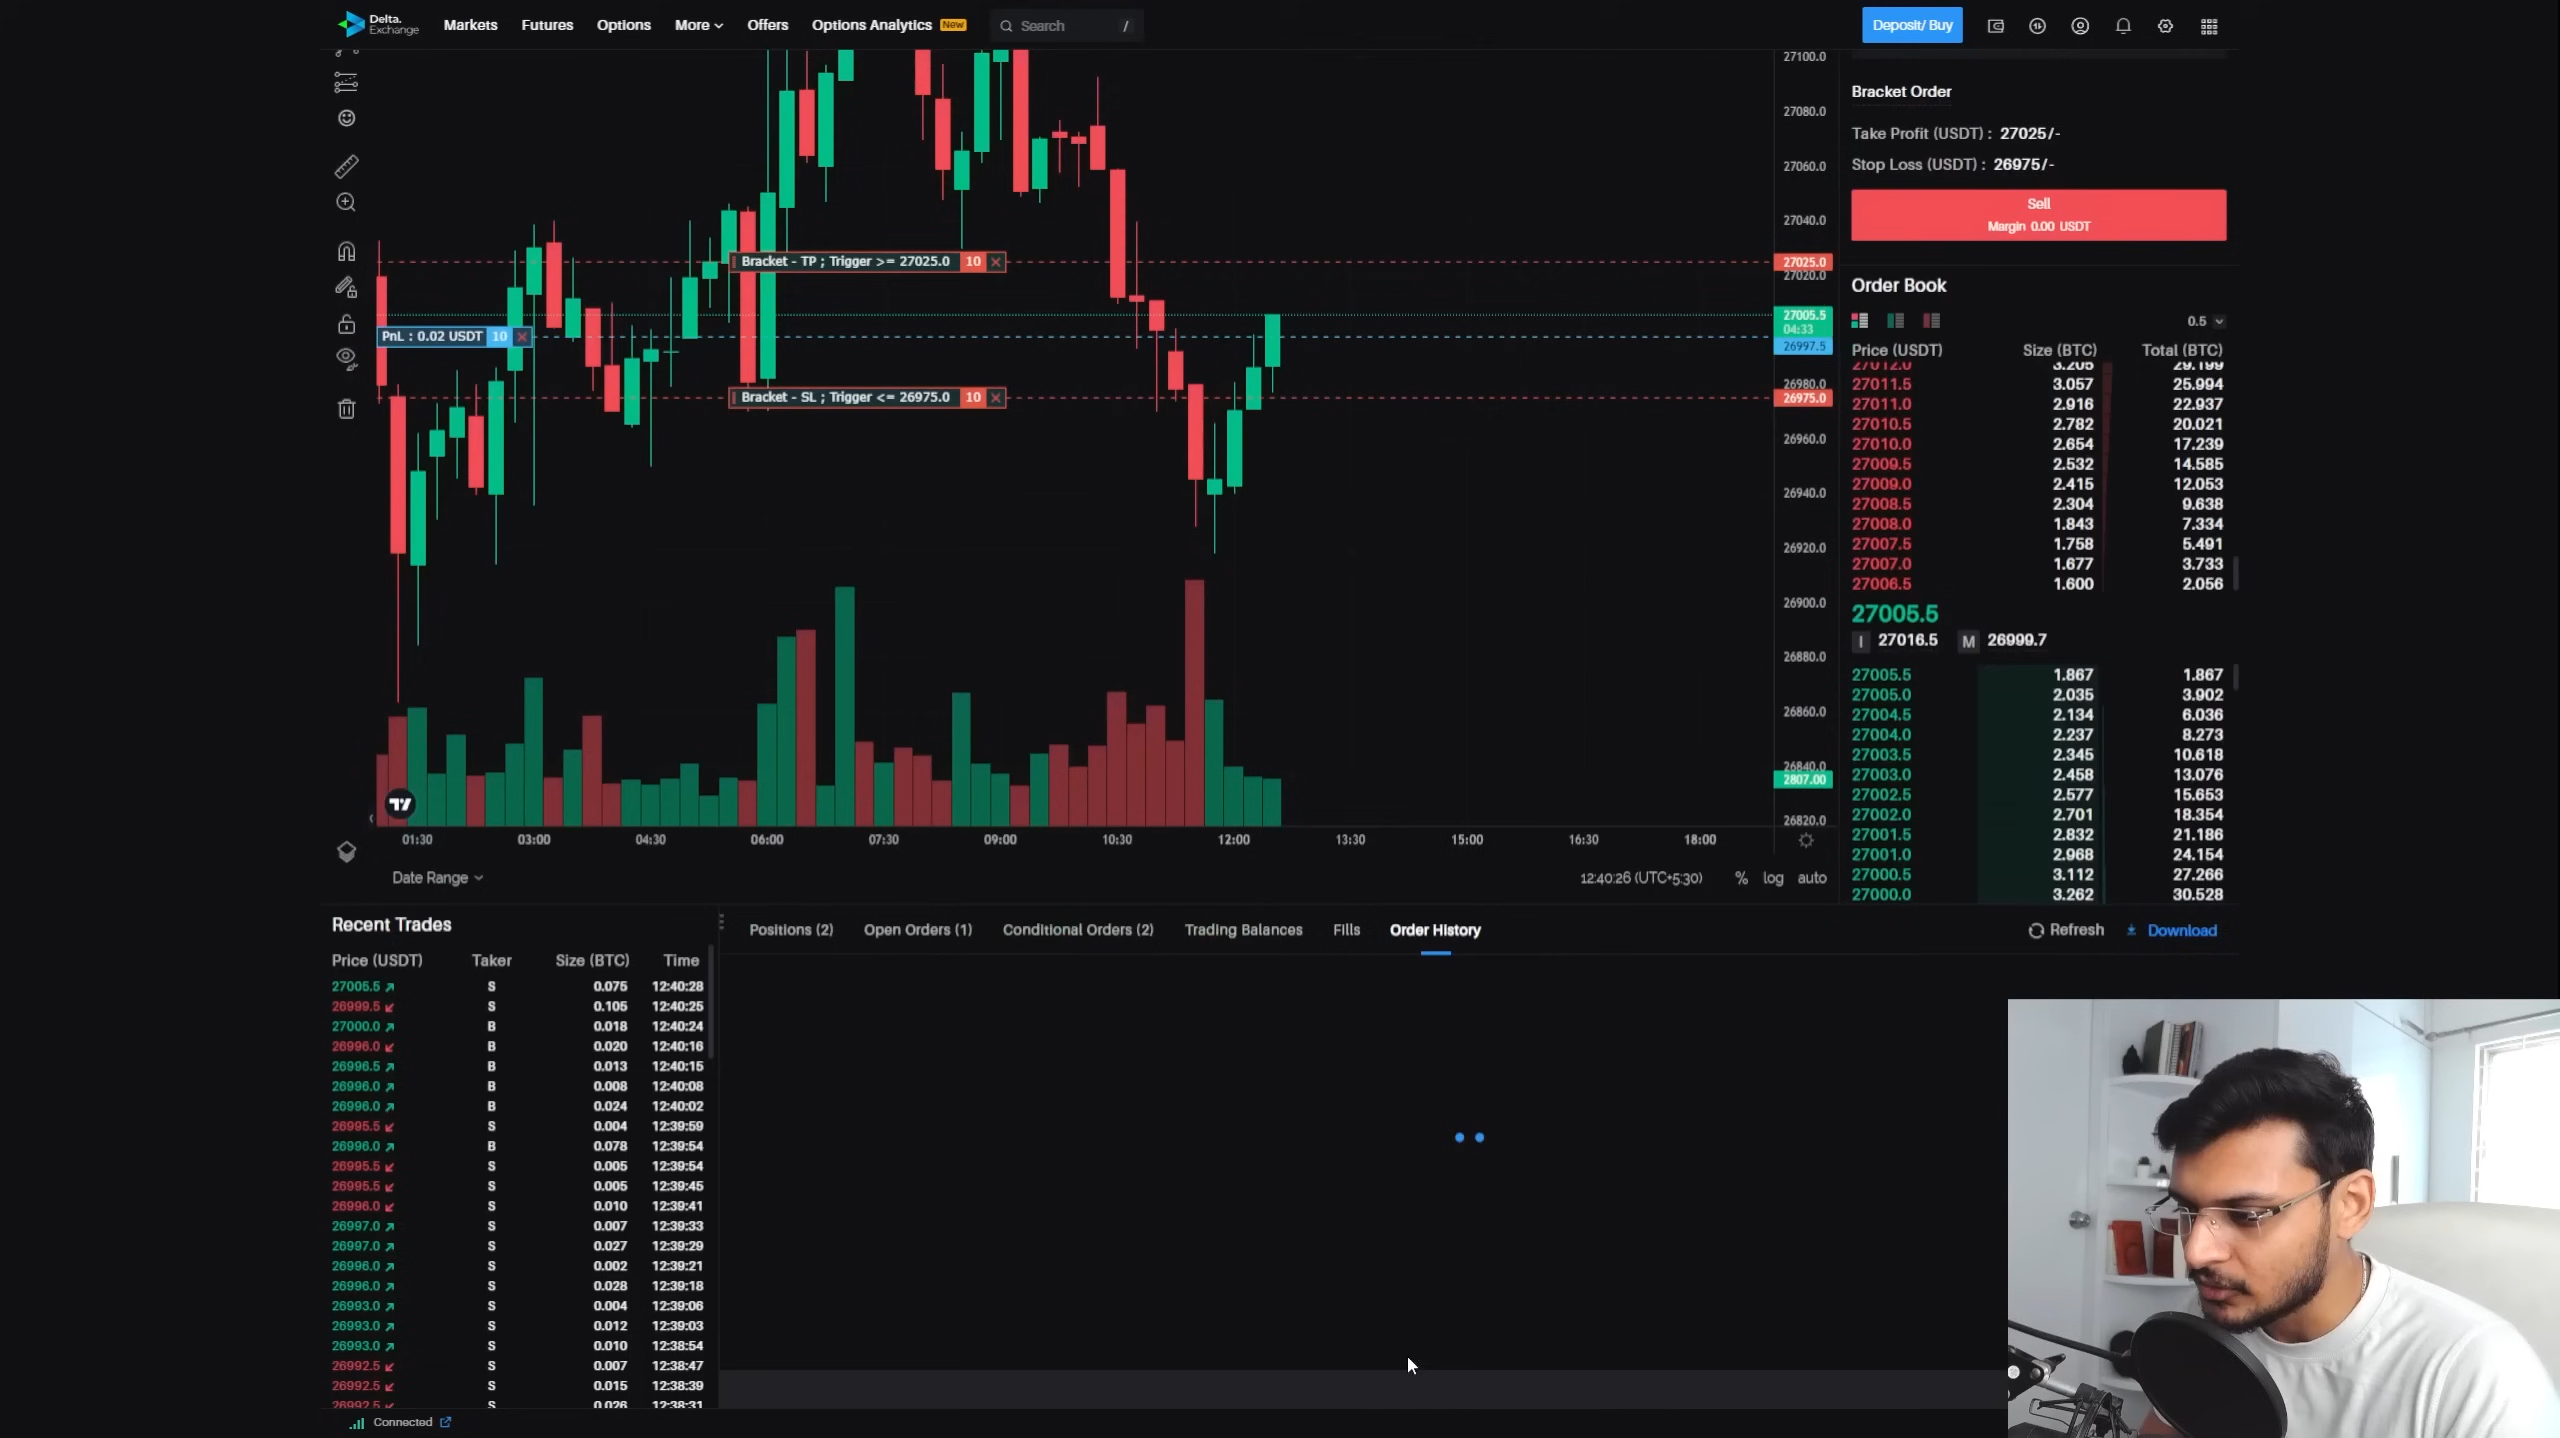 Delta. Exchange Markets Futures Options More Offers Options Analytics New Search / Deposit/ Buy
27100.0
27080.0
27060.0
27040.0
27025.0
27020.0
27005.5
04:33
26997.5
26980.0
26975.0
26960.0
26940.0
26920.0
26900.0
26880.0
26860.0
26840.0
2807.00
26820.0
Bracket - TP ; Trigger >= 27025.0 10
PnL : 0.02 USDT 10
Bracket - SL ; Trigger <= 26975.0 10
01:30 03:00 04:30 06:00 07:30 09:00 10:30 12:00 13:30 15:00 16:30 18:00
Date Range 12:40:26 (UTC+5:30) % log auto
Bracket Order
Take Profit (USDT) : 27025/-
Stop Loss (USDT) : 26975/-
Sell
Margin 0.00 USDT
Order Book
0.5
Price (USDT) Size (BTC) Total (BTC)
27012.0 3.205 29.199
27011.5 3.057 25.994
27011.0 2.916 22.937
27010.5 2.782 20.021
27010.0 2.654 17.239
27009.5 2.532 14.585
27009.0 2.415 12.053
27008.5 2.304 9.638
27008.0 1.843 7.334
27007.5 1.758 5.491
27007.0 1.677 3.733
27006.5 1.600 2.056
27005.5
I 27016.5 M 26999.7
27005.5 1.867 1.867
27005.0 2.035 3.902
27004.5 2.134 6.036
27004.0 2.237 8.273
27003.5 2.345 10.618
27003.0 2.458 13.076
27002.5 2.577 15.653
27002.0 2.701 18.354
27001.5 2.832 21.186
27001.0 2.968 24.154
27000.5 3.112 27.266
27000.0 3.262 30.528
Recent Trades
Price (USDT) Taker Size (BTC) Time
27005.5 S 0.075 12:40:28
26999.5 S 0.105 12:40:25
27000.0 B 0.018 12:40:24
26996.0 B 0.020 12:40:16
26996.5 B 0.013 12:40:15
26996.0 B 0.008 12:40:08
26996.0 B 0.024 12:40:02
26995.5 S 0.004 12:39:59
26996.0 B 0.078 12:39:54
26995.5 S 0.005 12:39:54
26995.5 S 0.005 12:39:45
26996.0 S 0.010 12:39:41
26997.0 S 0.007 12:39:33
26997.0 S 0.027 12:39:29
26996.0 S 0.002 12:39:21
26996.0 S 0.028 12:39:18
26993.0 S 0.004 12:39:06
26993.0 S 0.012 12:39:03
26993.0 S 0.010 12:38:54
26992.5 S 0.007 12:38:47
26992.5 S 0.015 12:38:39
26992.5 S 0.026 12:38:31
Positions (2) Open Orders (1) Conditional Orders (2) Trading Balances Fills Order History Refresh Download
Connected